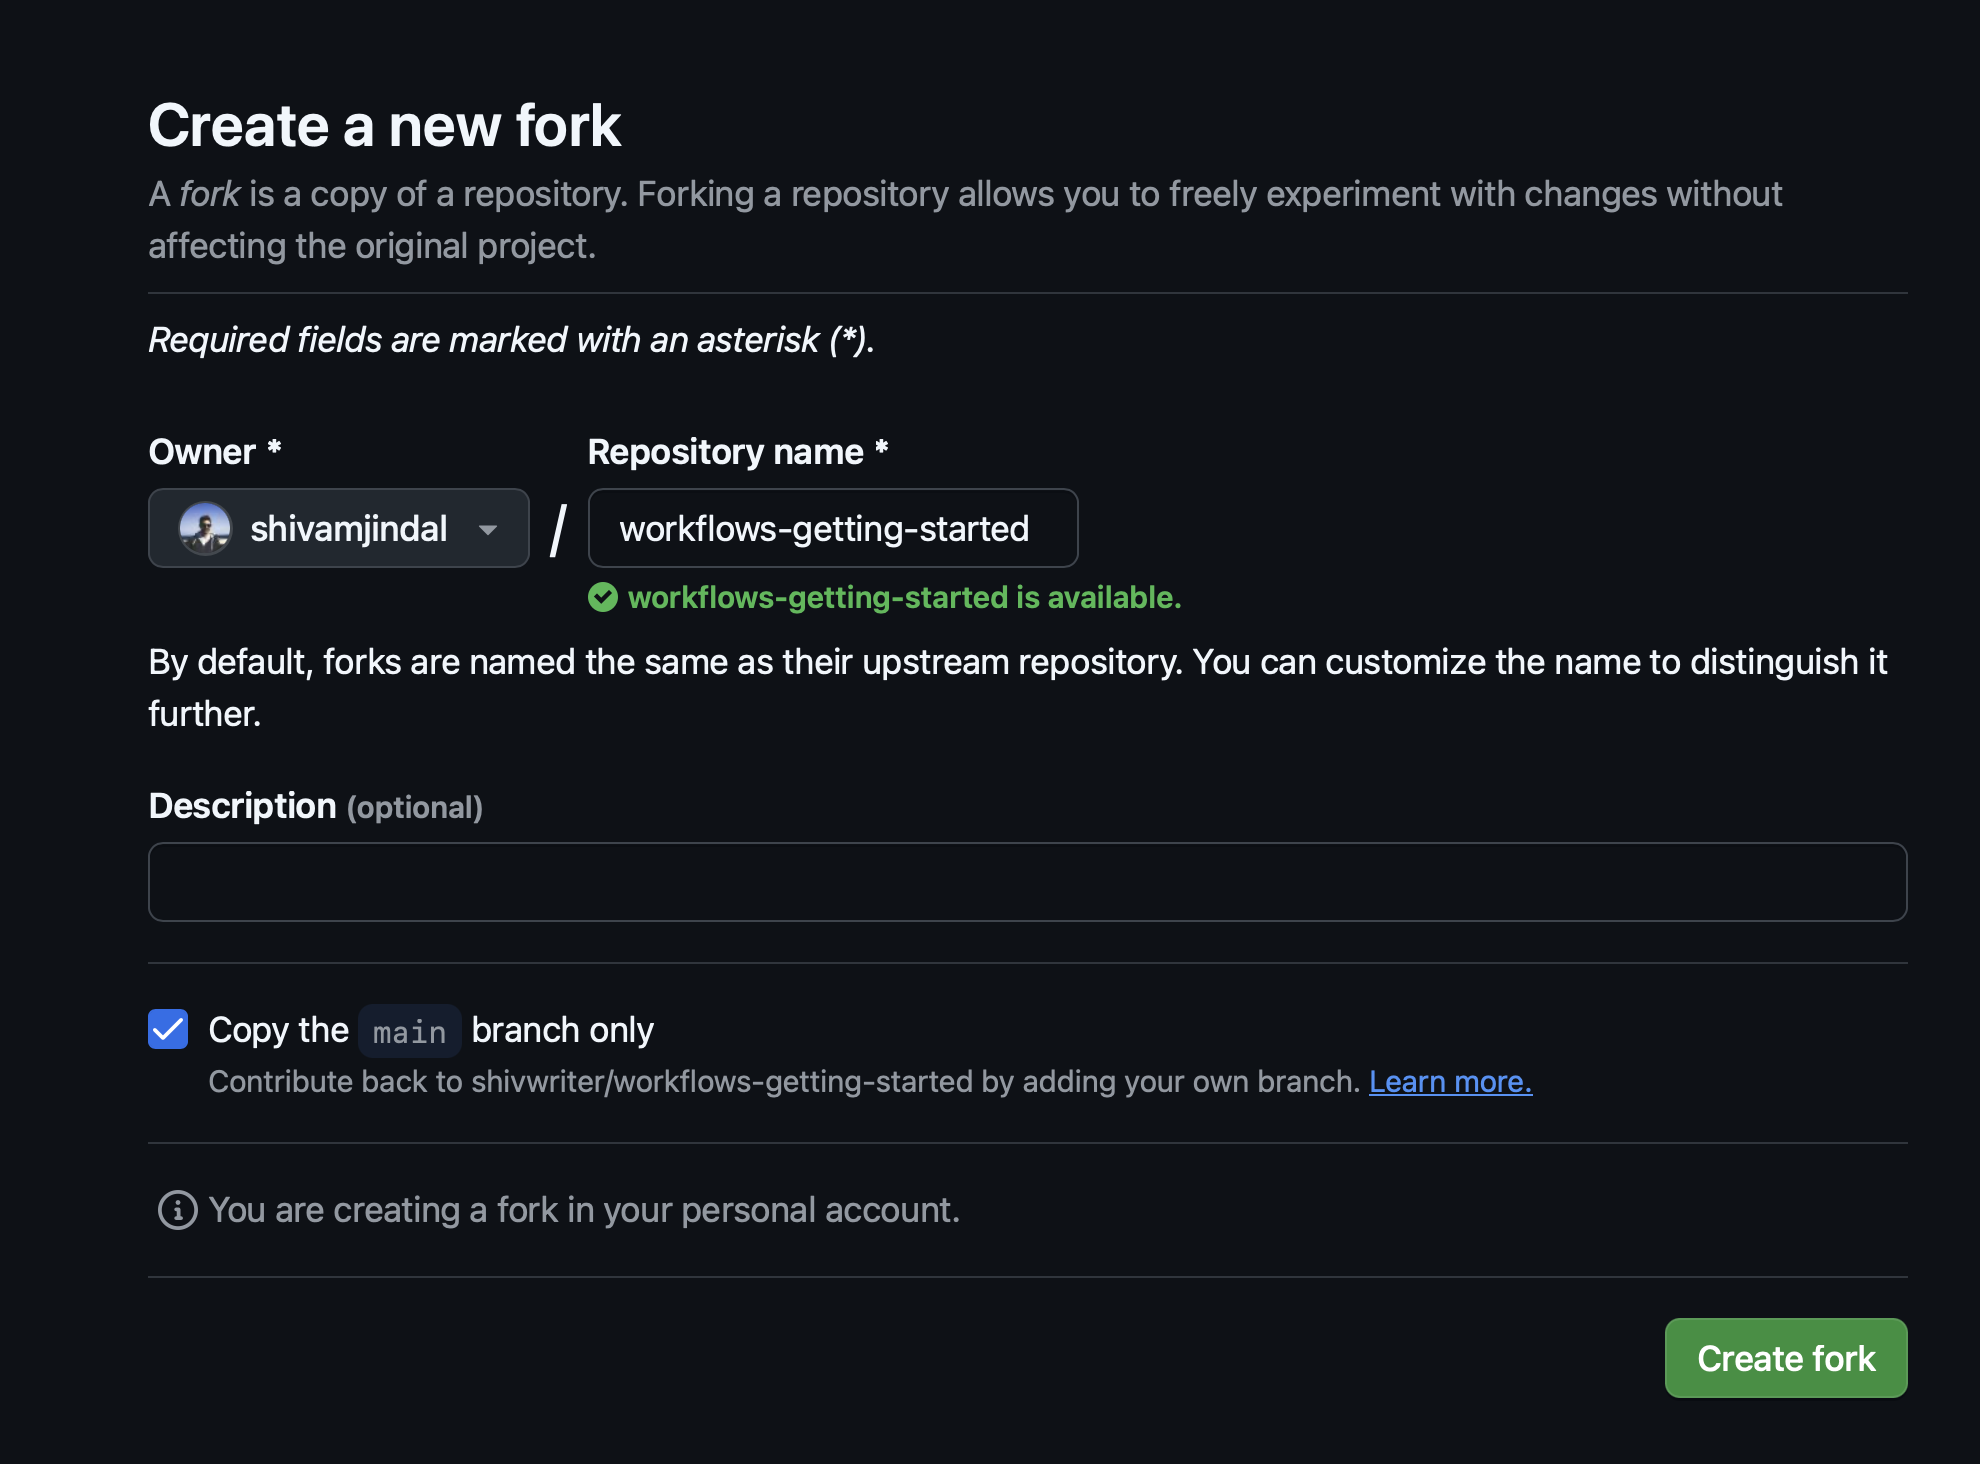 Create a new fork
A fork is a copy of a repository. Forking a repository allows you to freely experiment with changes without
affecting the original project.
Required fields are marked with an asterisk (*).
Owner * Repository name *
shivamjindal / workflows-getting-started
workflows-getting-started is available.
By default, forks are named the same as their upstream repository. You can customize the name to distinguish it
further.
Description (optional)
Copy the main branch only
Contribute back to shivwriter/workflows-getting-started by adding your own branch. Learn more.
You are creating a fork in your personal account.
Create fork